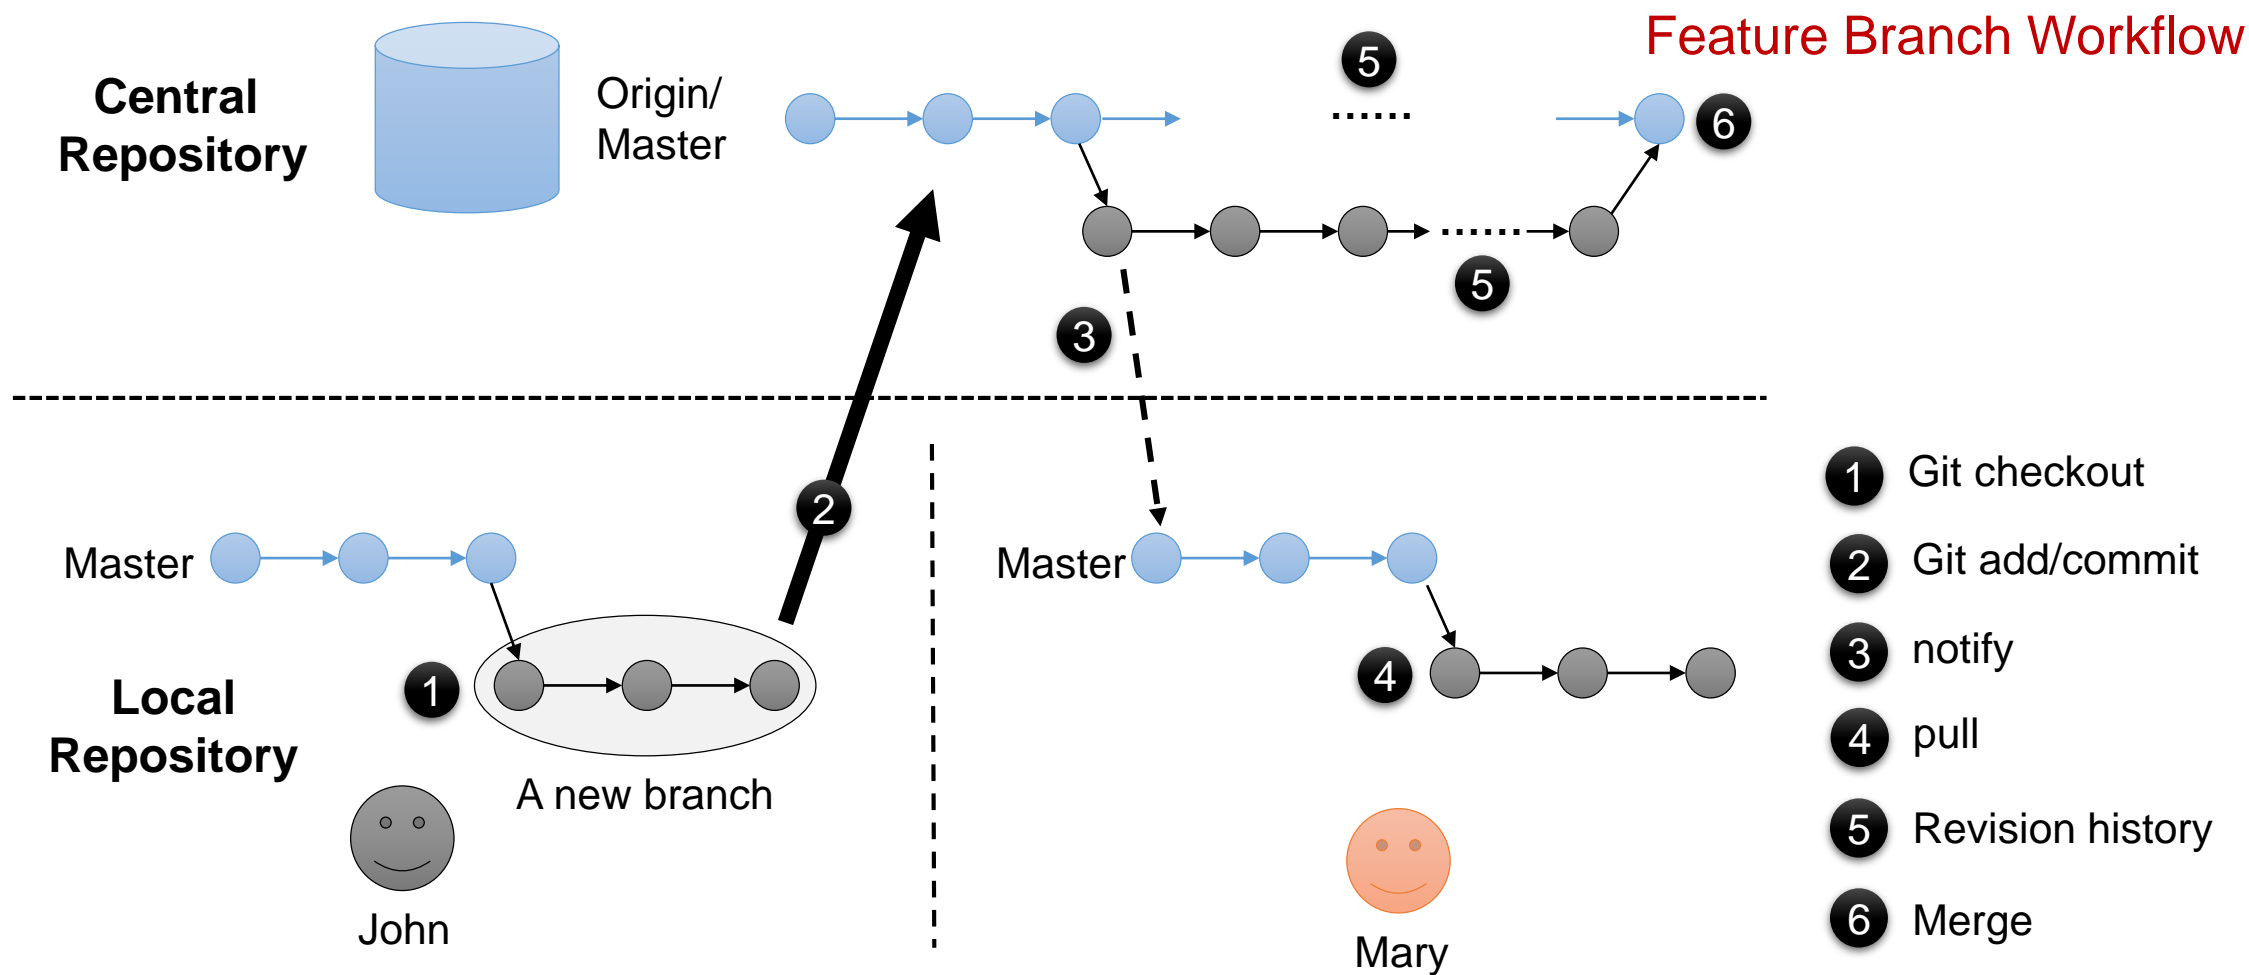 Feature Branch Workflow
Central
Repository
Origin/
Master
5
6
5
3
2
Master
1
A new branch
Local
Repository
John
Master
4
Mary
1 Git checkout
2 Git add/commit
3 notify
4 pull
5 Revision history
6 Merge